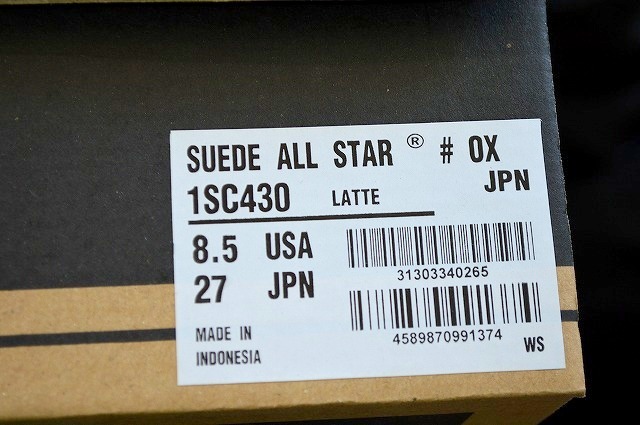 SUEDE ALL STAR ® # OX
JPN
1SC430 LATTE
8.5 USA
27 JPN
31303340265
4589870991374
MADE IN
INDONESIA
WS